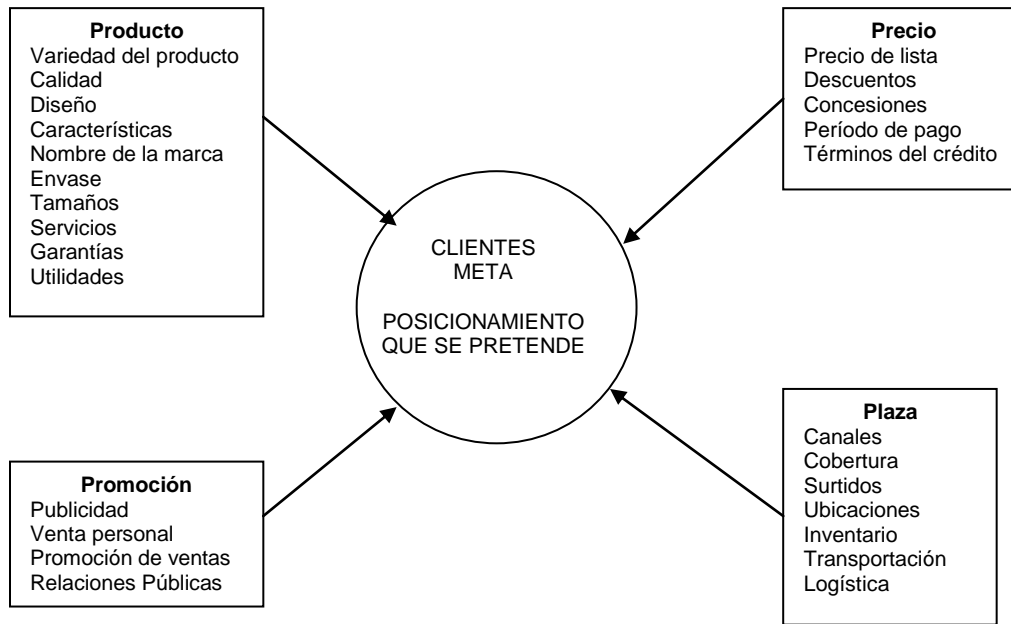 Producto
Variedad del producto
Calidad
Diseño
Característícas
Nombre de la marca
Envase
Tamaños
Servicios
Garantías
Utilidades
Precio
Precio de lista
Descuentos
Concesiones
Período de pago
Términos del crédito
CLIENTES
META
POSICIONAMIENTO
QUE SE PRETENDE
Promoción
Publicidad
Venta personal
Promoción de ventas
Relaciones Públicas
Plaza
Canales
Cobertura
Surtidos
Ubicaciones
Inventario
Transportación
Logística